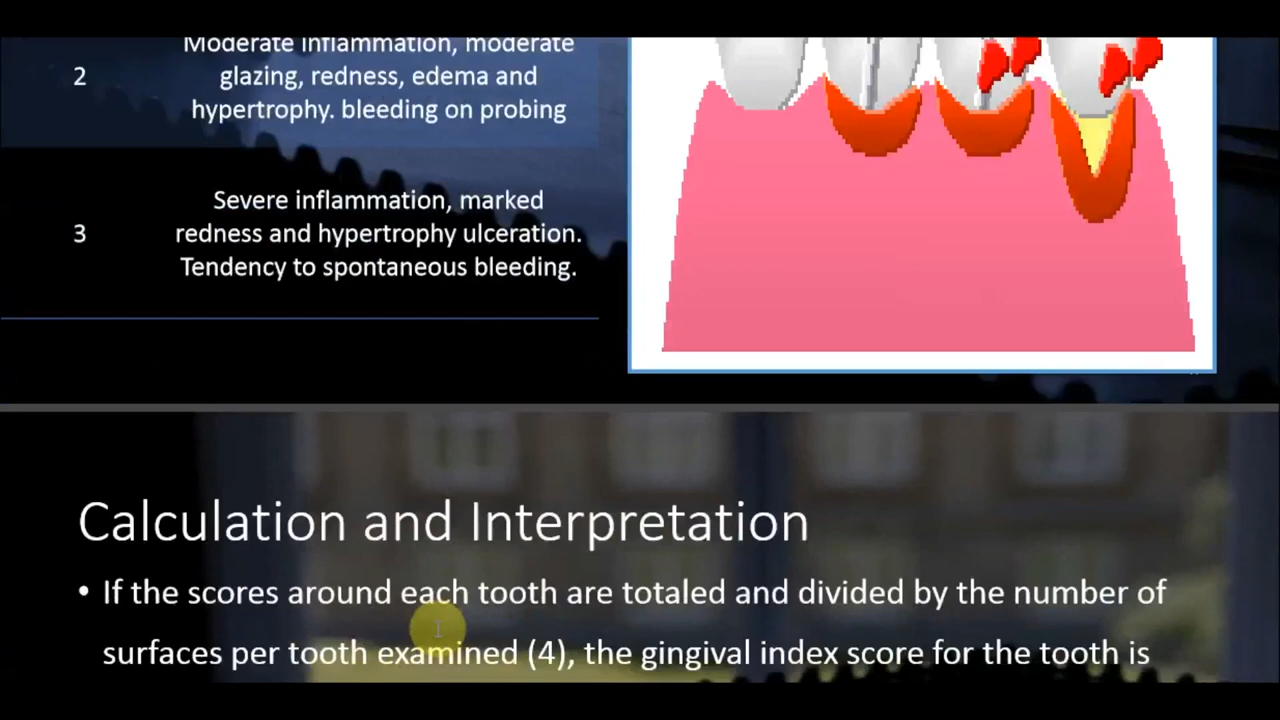 Moderate inflammation, moderate
2
glazing, redness, edema and
hypertrophy. bleeding on probing
Severe inflammation, marked
3
redness and hypertrophy ulceration.
Tendency to spontaneous bleeding.
Calculation and Interpretation
• If the scores around each tooth are totaled and divided by the number of
surfaces per tooth examined (4), the gingival index score for the tooth is